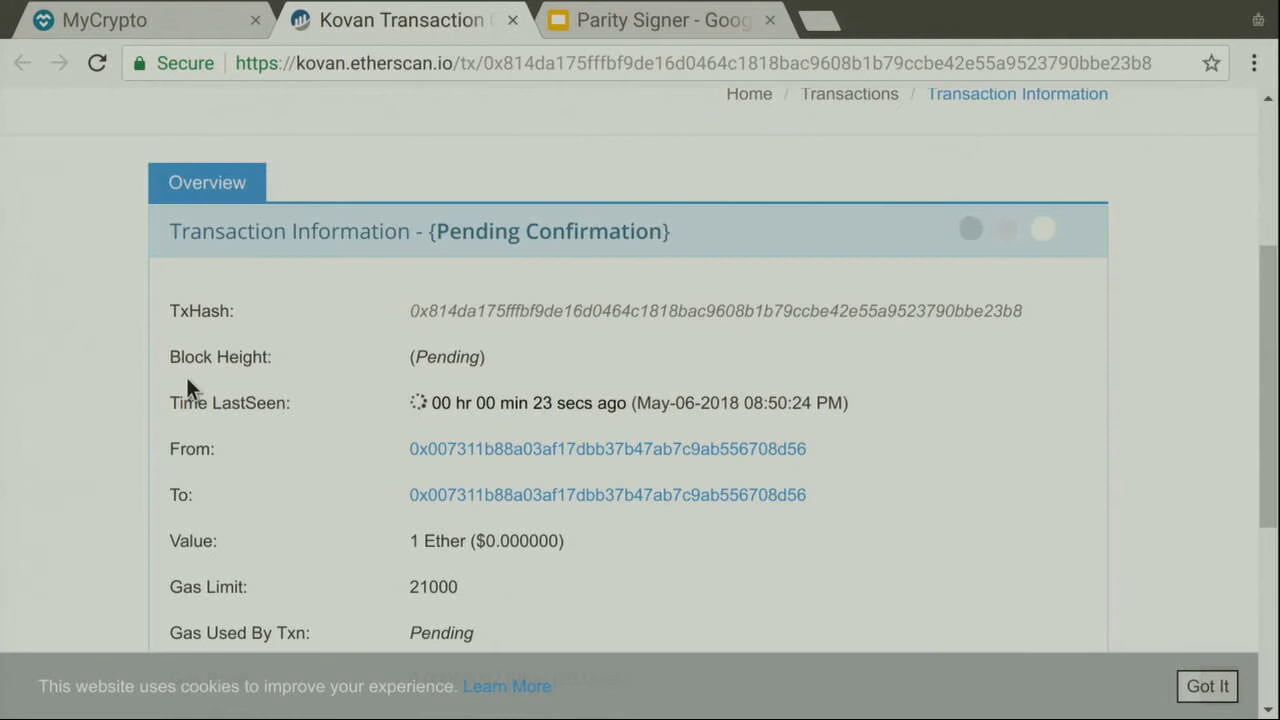 MyCrypto
Kovan Transaction
Parity Signer - Goog
Secure https://kovan.etherscan.io/tx/0x814da175fffbf9de16d0464c1818bac9608b1b79ccbe42e55a9523790bbe23b8
Home / Transactions / Transaction Information
Overview
Transaction Information - {Pending Confirmation}
TxHash: 0x814da175fffbf9de16d0464c1818bac9608b1b79ccbe42e55a9523790bbe23b8
Block Height: (Pending)
Time LastSeen: 00 hr 00 min 23 secs ago (May-06-2018 08:50:24 PM)
From: 0x007311b88a03af17dbb37b47ab7c9ab556708d56
To: 0x007311b88a03af17dbb37b47ab7c9ab556708d56
Value: 1 Ether ($0.000000)
Gas Limit: 21000
Gas Used By Txn: Pending
This website uses cookies to improve your experience. Learn More
Got It